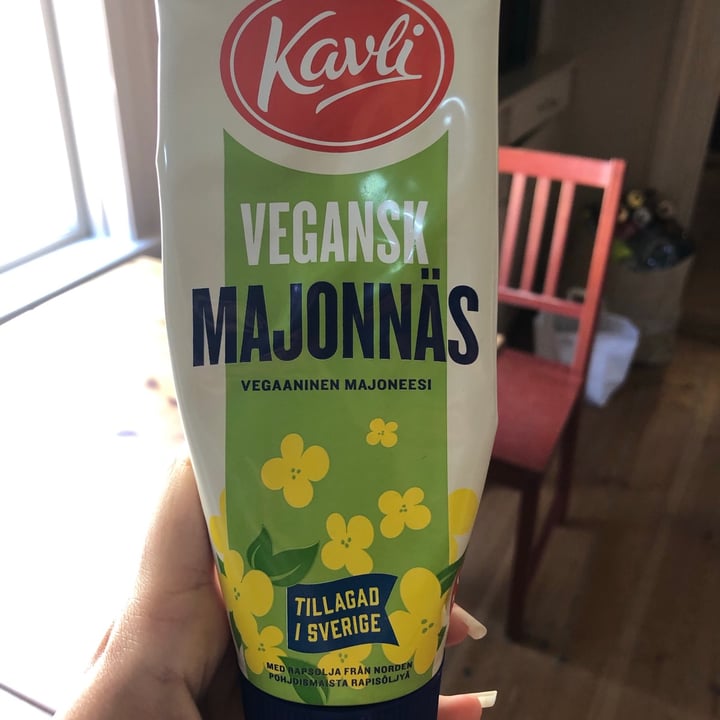 Kavli
VEGANSK
MAJONNÄS
VEGAANINEN MAJONEESI
TILLAGAD
I SVERIGE
MED RAPSOLJA FRÅN NORDEN
POHJOISMAISTA RAPSIÖLJYÄ